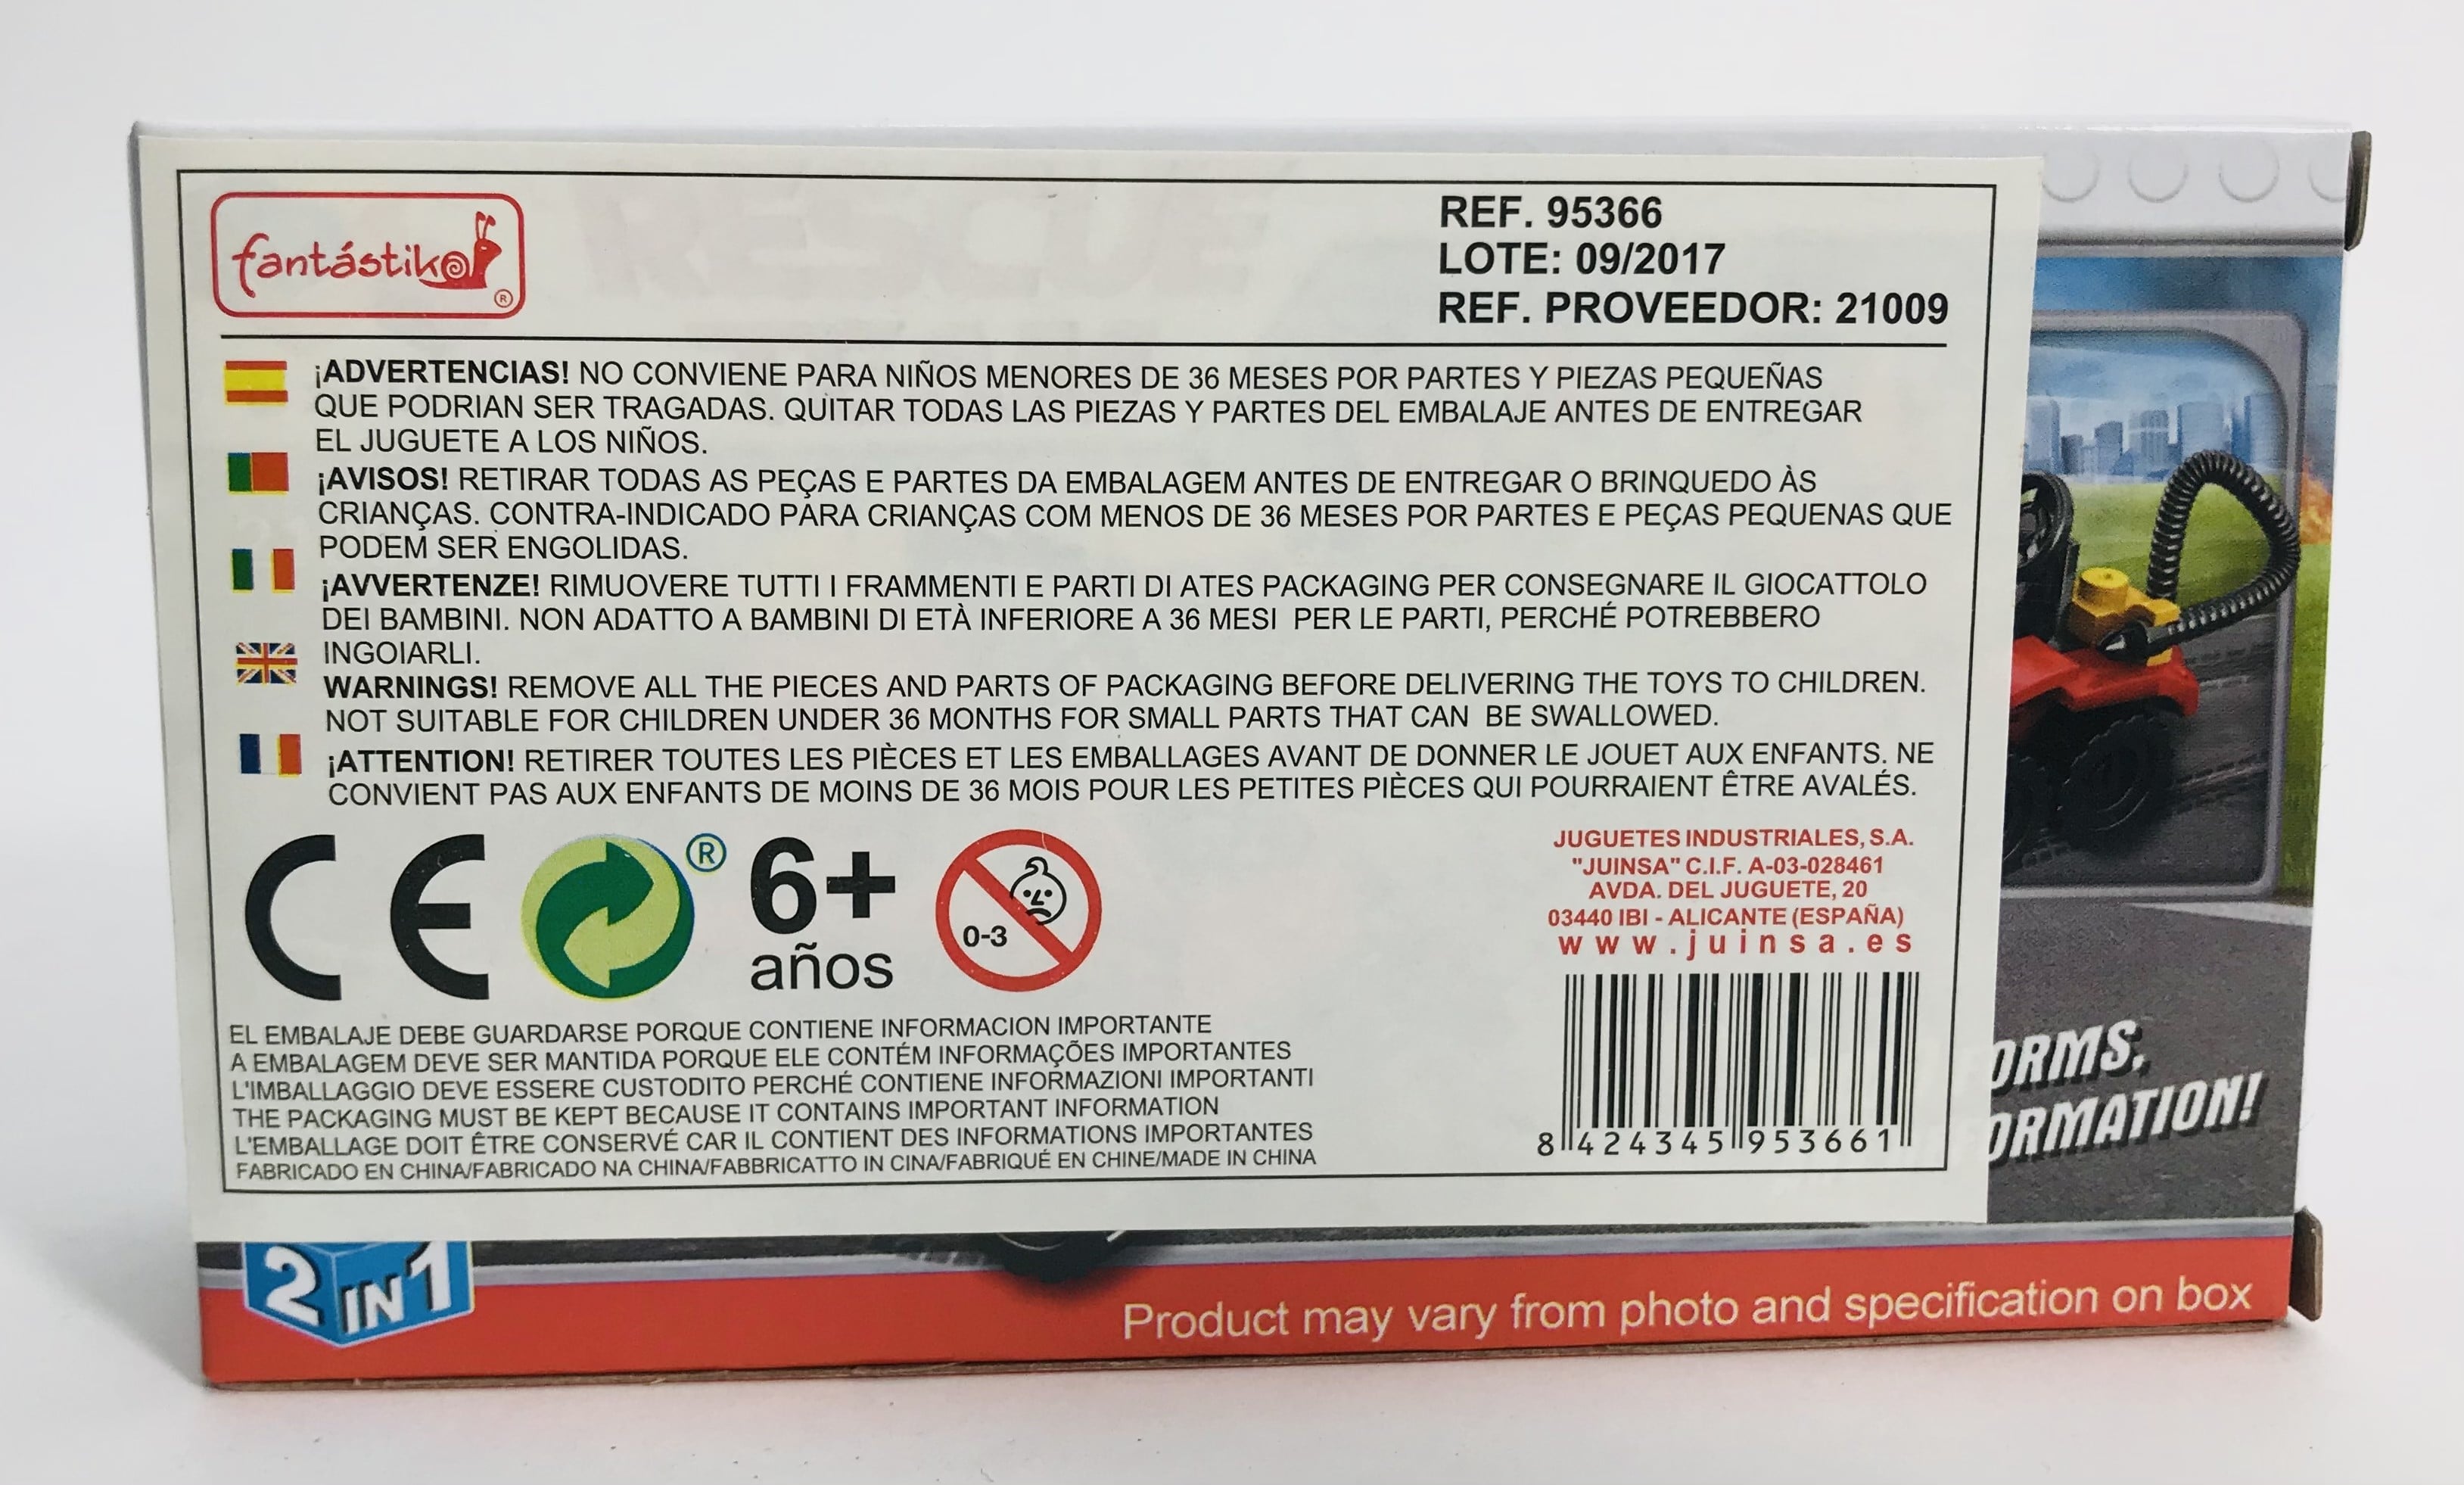 fantástiko ®
REF. 95366
LOTE: 09/2017
REF. PROVEEDOR: 21009
¡ADVERTENCIAS! NO CONVIENE PARA NIÑOS MENORES DE 36 MESES POR PARTES Y PIEZAS PEQUEÑAS
QUE PODRIAN SER TRAGADAS. QUITAR TODAS LAS PIEZAS Y PARTES DEL EMBALAJE ANTES DE ENTREGAR
EL JUGUETE A LOS NIÑOS.
¡AVISOS! RETIRAR TODAS AS PEÇAS E PARTES DA EMBALAGEM ANTES DE ENTREGAR O BRINQUEDO ÀS
CRIANÇAS. CONTRA-INDICADO PARA CRIANÇAS COM MENOS DE 36 MESES POR PARTES E PEÇAS PEQUENAS QUE
PODEM SER ENGOLIDAS.
¡AVVERTENZE! RIMUOVERE TUTTI I FRAMMENTI E PARTI DI ATES PACKAGING PER CONSEGNARE IL GIOCATTOLO
DEI BAMBINI. NON ADATTO A BAMBINI DI ETÀ INFERIORE A 36 MESI PER LE PARTI, PERCHÉ POTREBBERO
INGOIARLI.
WARNINGS! REMOVE ALL THE PIECES AND PARTS OF PACKAGING BEFORE DELIVERING THE TOYS TO CHILDREN.
NOT SUITABLE FOR CHILDREN UNDER 36 MONTHS FOR SMALL PARTS THAT CAN BE SWALLOWED.
¡ATTENTION! RETIRER TOUTES LES PIÈCES ET LES EMBALLAGES AVANT DE DONNER LE JOUET AUX ENFANTS. NE
CONVIENT PAS AUX ENFANTS DE MOINS DE 36 MOIS POUR LES PETITES PIÈCES QUI POURRAIENT ÊTRE AVALÉS.
CE ® 6+
años
0-3
JUGUETES INDUSTRIALES, S.A.
"JUINSA" C.I.F. A-03-028461
AVDA. DEL JUGUETE, 20
03440 IBI - ALICANTE (ESPAÑA)
www.juinsa.es
8 424345 953661
EL EMBALAJE DEBE GUARDARSE PORQUE CONTIENE INFORMACION IMPORTANTE
A EMBALAGEM DEVE SER MANTIDA PORQUE ELE CONTÉM INFORMAÇÕES IMPORTANTES
L'IMBALLAGGIO DEVE ESSERE CUSTODITO PERCHÉ CONTIENE INFORMAZIONI IMPORTANTI
THE PACKAGING MUST BE KEPT BECAUSE IT CONTAINS IMPORTANT INFORMATION
L'EMBALLAGE DOIT ÊTRE CONSERVÉ CAR IL CONTIENT DES INFORMATIONS IMPORTANTES
FABRICADO EN CHINA/FABRICADO NA CHINA/FABBRICATTO IN CINA/FABRIQUÉ EN CHINE/MADE IN CHINA
ORMS,
ORMATION!
2 IN 1
Product may vary from photo and specification on box